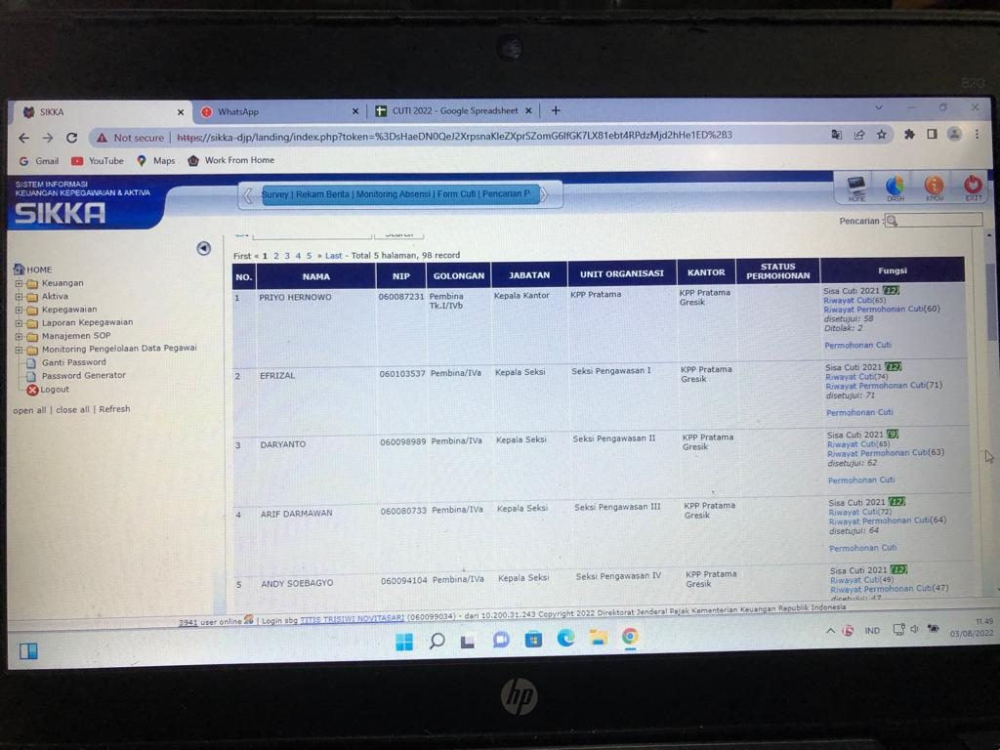 820
SIKKA
WhatsApp
CUTI 2022 - Google Spreadsheet
Not secure
https://sikka-djp/landing/index.php?token=%3DsHaeDN0QeJ2XrpsnaKleZXprSZomG6IfGK7LX81ebt4RPdzMjd2hHe1ED%2B3
Gmail
YouTube
Maps
Work From Home
SISTEM INFORMASI
KEUANGAN KEPEGAWAIAN & AKTIVA
SIKKA
Survey | Rekam Berita | Monitoring Absensi | Form Cuti | Pencarian P
HOME
DASH
KNOW
EXIT
Pencarian :
HOME
Keuangan
Aktiva
Kepegawaian
Laporan Kepegawaian
Manajemen SOP
Monitoring Pengelolaan Data Pegawai
Ganti Password
Password Generator
Logout
open all | close all | Refresh
First « 1 2 3 4 5 » Last - Total 5 halaman, 98 record
NO. NAMA NIP GOLONGAN JABATAN UNIT ORGANISASI KANTOR STATUS PERMOHONAN Fungsi
1 PRIYO HERNOWO 060087231 Pembina Tk.I/IVb Kepala Kantor KPP Pratama KPP Pratama Gresik
Sisa Cuti 2021 [12]
Riwayat Cuti(65)
Riwayat Permohonan Cuti(60)
disetujui: 58
Ditolak: 2
Permohonan Cuti
2 EFRIZAL 060103537 Pembina/IVa Kepala Seksi Seksi Pengawasan I KPP Pratama Gresik
Sisa Cuti 2021 [12]
Riwayat Cuti(74)
Riwayat Permohonan Cuti(71)
disetujui: 71
Permohonan Cuti
3 DARYANTO 060098989 Pembina/IVa Kepala Seksi Seksi Pengawasan II KPP Pratama Gresik
Sisa Cuti 2021 [9]
Riwayat Cuti(65)
Riwayat Permohonan Cuti(63)
disetujui: 62
Permohonan Cuti
4 ARIF DARMAWAN 060080733 Pembina/IVa Kepala Seksi Seksi Pengawasan III KPP Pratama Gresik
Sisa Cuti 2021 [12]
Riwayat Cuti(72)
Riwayat Permohonan Cuti(64)
disetujui: 64
Permohonan Cuti
5 ANDY SOEBAGYO 060094104 Pembina/IVa Kepala Seksi Seksi Pengawasan IV KPP Pratama Gresik
Sisa Cuti 2021 [12]
Riwayat Cuti(49)
Riwayat Permohonan Cuti(47)
disetujui: 47
3941 user online | Login sbg TITIS TRISIWI NOVITASARI (060099034) - dari 10.200.31.243 Copyright 2022 Direktorat Jenderal Pajak Kementerian Keuangan Republik Indonesia
IND
11.49
03/08/2022
hp